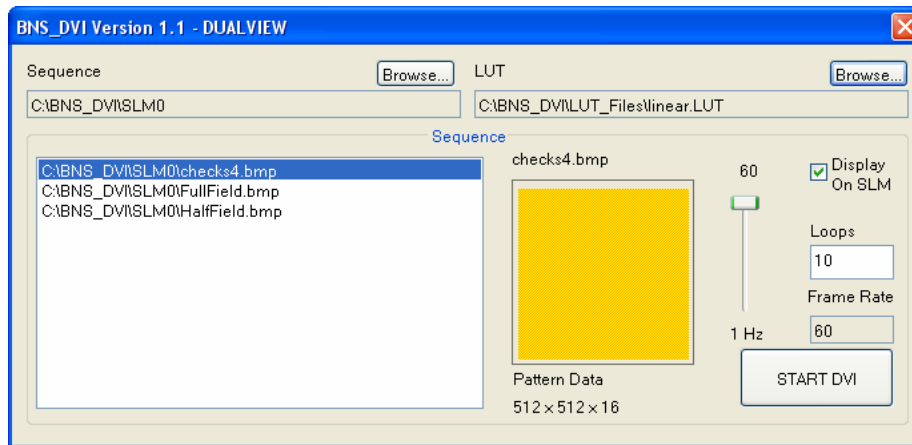 BNS_DVI Version 1.1 - DUALVIEW
Sequence
Browse...
LUT
Browse...
C:\BNS_DVI\SLM0
C:\BNS_DVI\LUT_Files\linear.LUT
Sequence
C:\BNS_DVI\SLM0\checks4.bmp
C:\BNS_DVI\SLM0\FullField.bmp
C:\BNS_DVI\SLM0\HalfField.bmp
checks4.bmp
Pattern Data
512 x 512 x 16
60
1 Hz
Display
On SLM
Loops
10
Frame Rate
60
START DVI